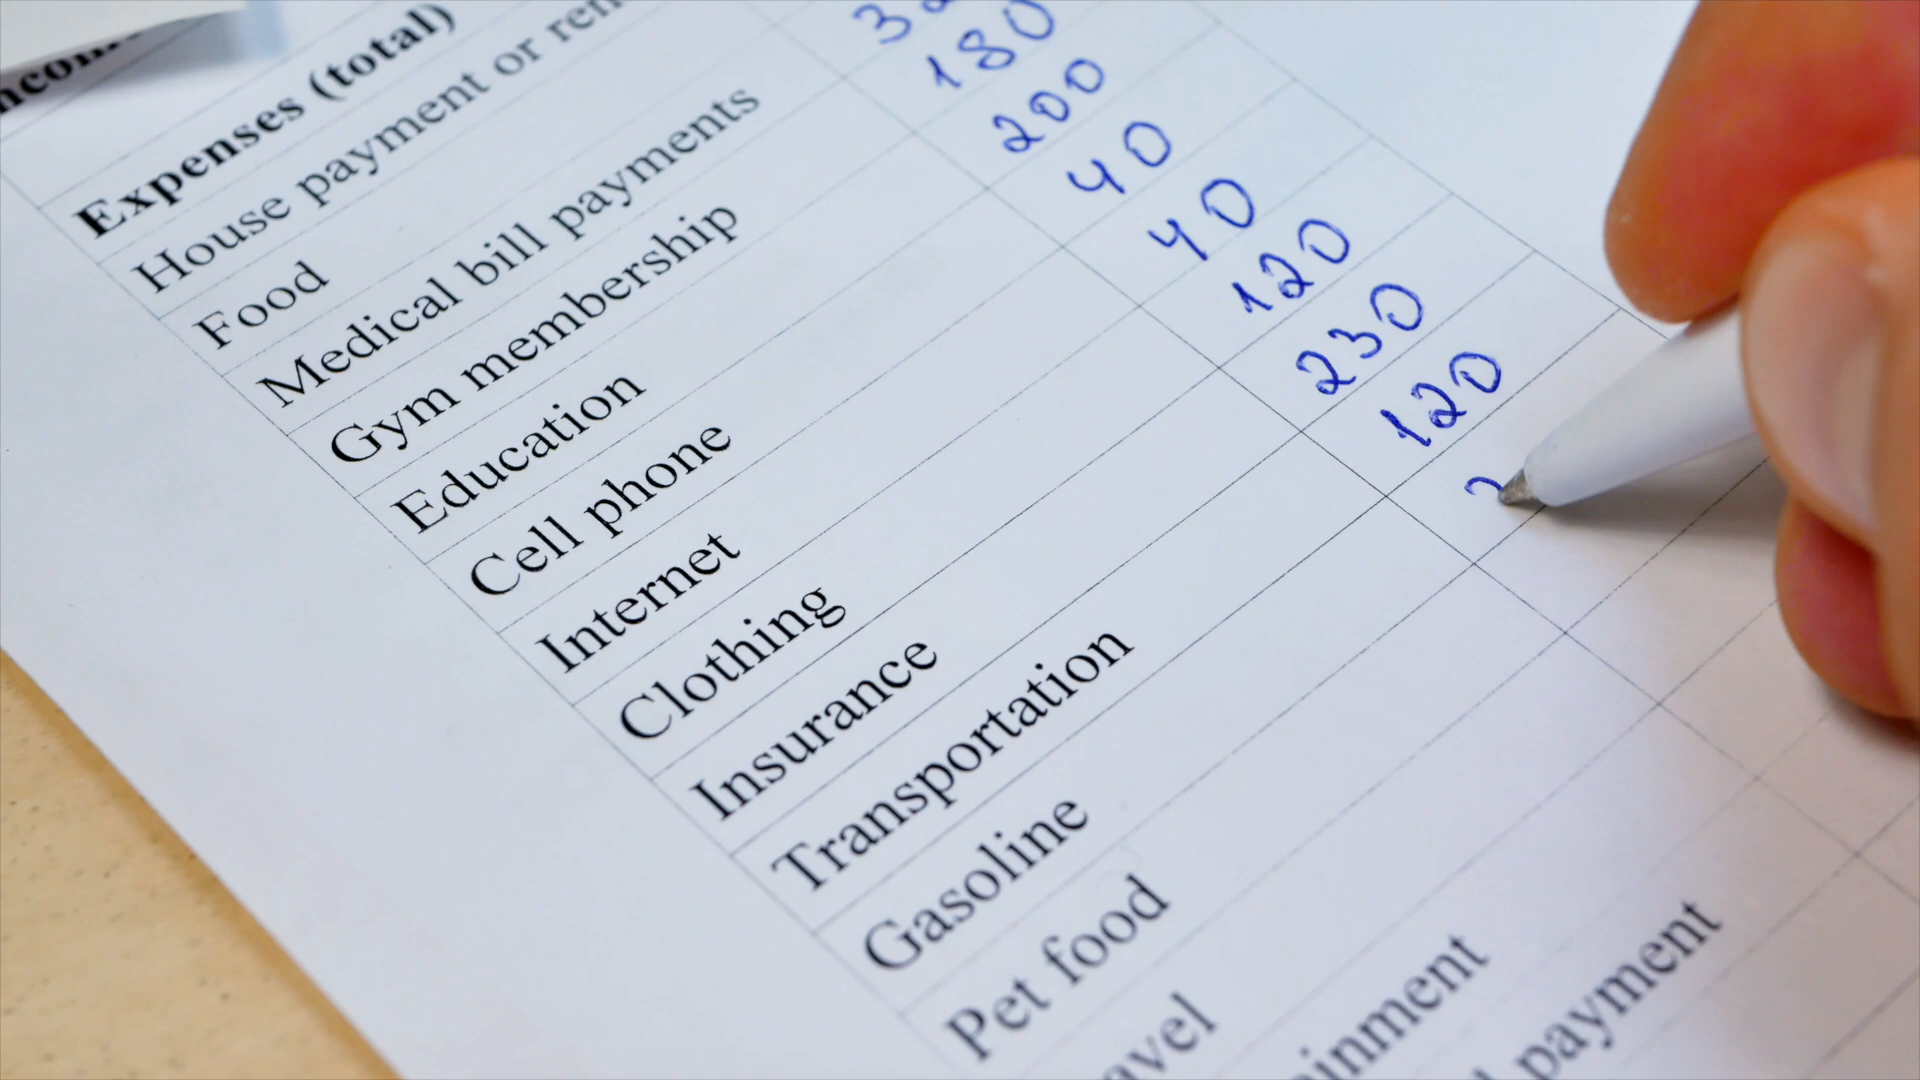 Expenses (total)
House payment or
Food
Medical bill payments
Gym membership 180
Education 200
Cell phone 40
Internet 40
Clothing 120
Insurance 230
Transportation 120
Gasoline
Pet food
payment